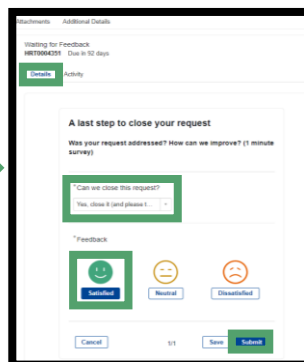 Attachments Additional Details
Waiting for Feedback
HRT0004351 Due in 92 days
Details Activity
A last step to close your request
Was your request addressed? How can we improve? (1 minute
survey)
*Can we close this request?
Yes, close it (and please t...
*Feedback
Satisfied Neutral Dissatisfied
Cancel 1/1 Save Submit